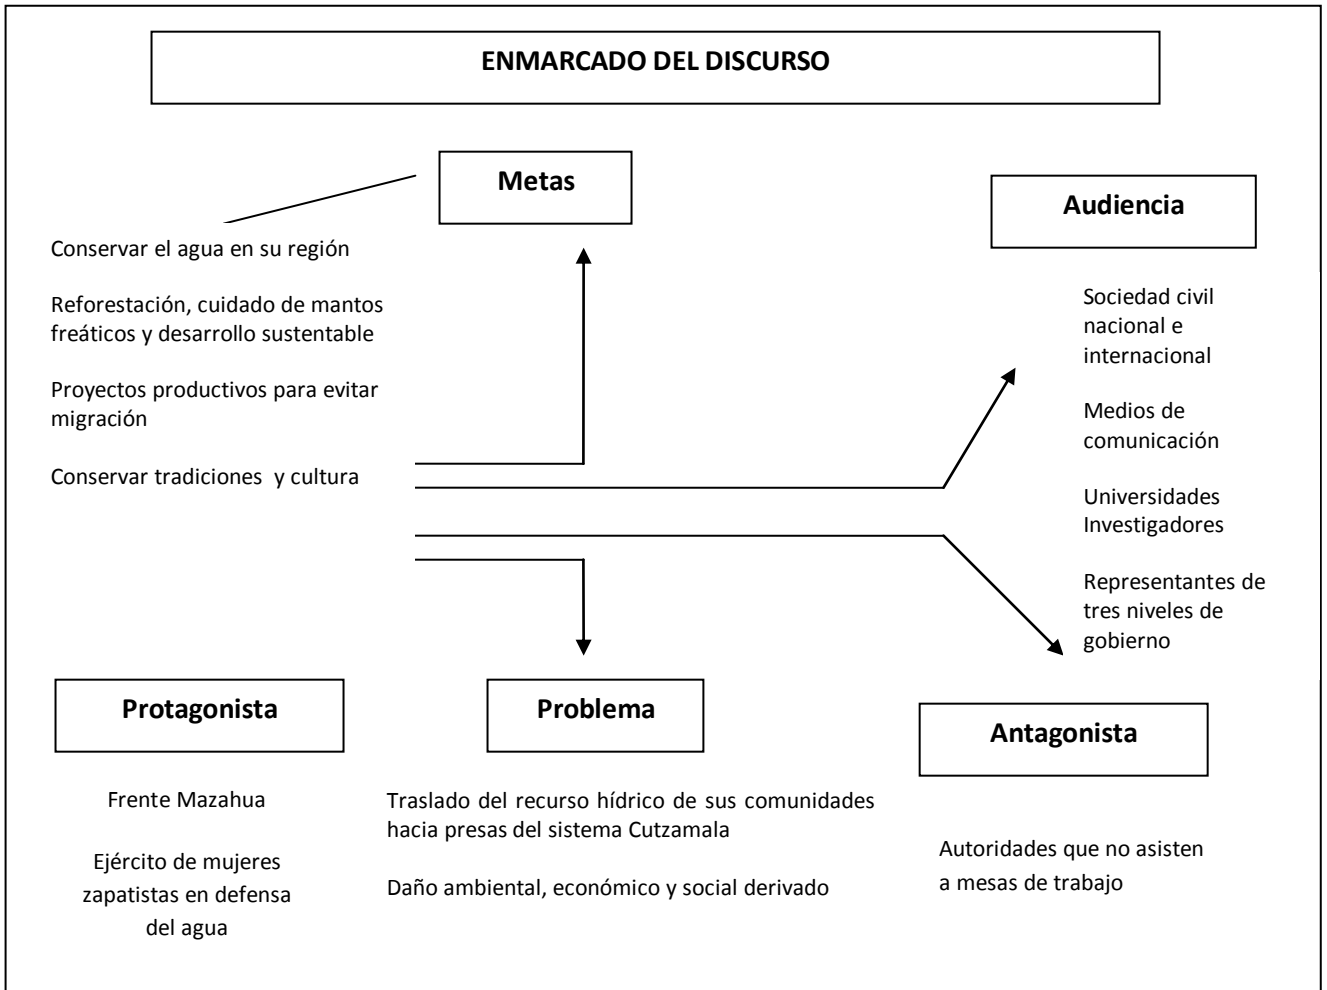 ENMARCADO DEL DISCURSO
Metas
Conservar el agua en su región
Reforestación, cuidado de mantos
freáticos y desarrollo sustentable
Proyectos productivos para evitar
migración
Conservar tradiciones y cultura
Audiencia
Sociedad civil
nacional e
internacional
Medios de
comunicación
Universidades
Investigadores
Representantes de
tres niveles de
gobierno
Protagonista
Frente Mazahua
Ejército de mujeres
zapatistas en defensa
del agua
Problema
Traslado del recurso hídrico de sus comunidades
hacia presas del sistema Cutzamala
Daño ambiental, económico y social derivado
Antagonista
Autoridades que no asisten
a mesas de trabajo